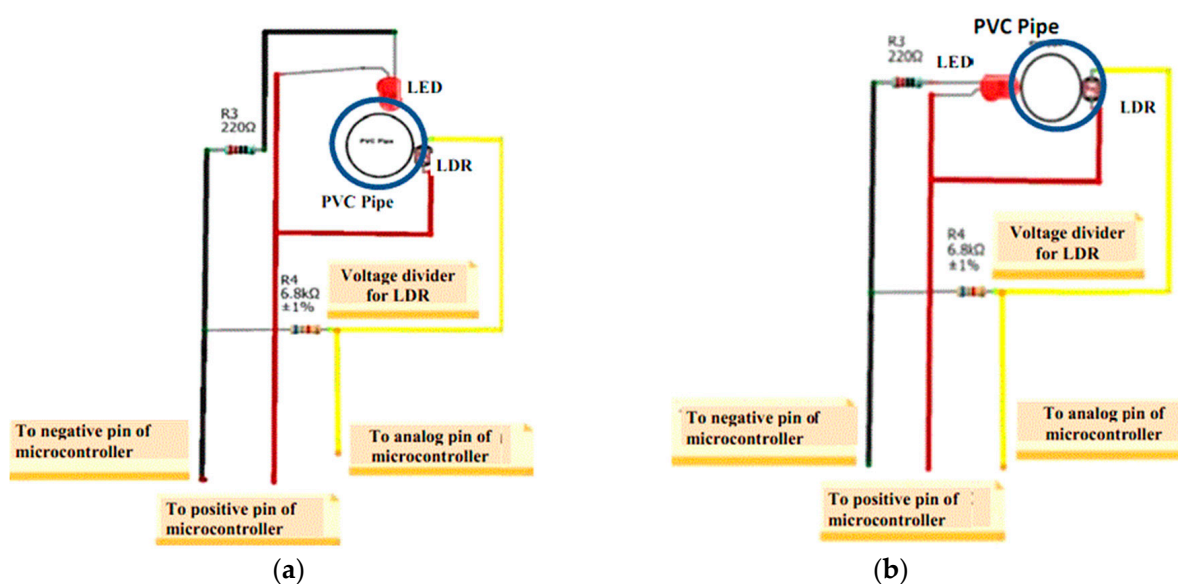 R3
220Ω
LED
PVC Pipe
LDR
PVC Pipe
Voltage divider
for LDR
R4
6.8kΩ
±1%
To negative pin of
microcontroller
To analog pin of
microcontroller
To positive pin of
microcontroller
(a)
PVC Pipe
R3
220Ω
LED
LDR
R4
6.8kΩ
±1%
Voltage divider
for LDR
To negative pin of
microcontroller
To analog pin of
microcontroller
To positive pin of
microcontroller
(b)